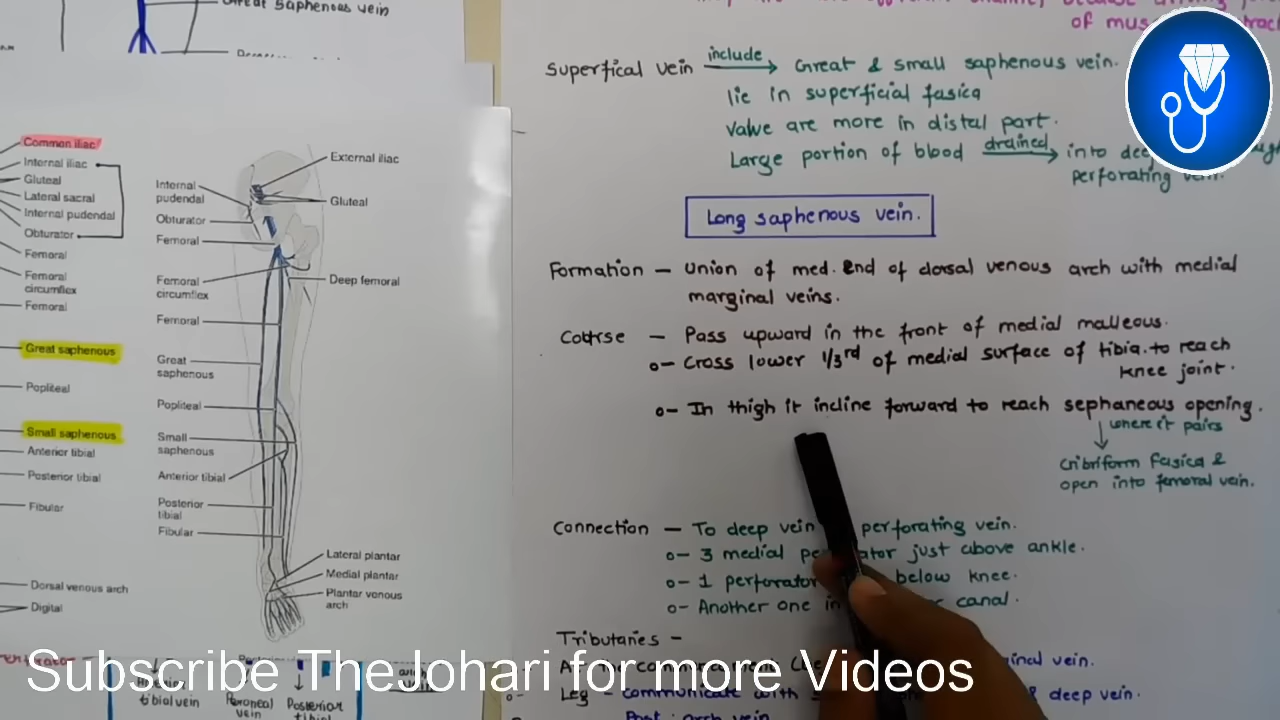 Great saphenous vein
of
Superfical vein include Great & small saphenous vein.
lie in superficial fasica
Valve are more in distal part.
Large portion of blood drained into
perforating
Long saphenous vein.
Formation – Union of med. end of dorsal venous arch with medial
marginal veins.
Course – Pass upward in the front of medial malleous.
o- Cross lower 1/3rd of medial surface of tibia. to reach
knee joint.
o- In thigh it incline forward to reach sephaneous opening.
where it pairs
Cribriform fasica &
open into femoral vein.
Connection – To deep vein perforating vein.
o- 3 medial just above ankle.
o- 1 perforator below knee.
o- Another one in canal.
Tributaries –
vein.
Leg – communicate with & deep vein.
Post. arch vein
Common iliac
Internal iliac
Gluteal
Lateral sacral
Internal pudendal
Obturator
Femoral
Femoral
circumflex
Femoral
Great saphenous
Popliteal
Small saphenous
Anterior tibial
Posterior tibial
Fibular
Dorsal venous arch
Digital
External iliac
Internal
pudendal
Gluteal
Obturator
Femoral
Femoral
circumflex
Deep femoral
Femoral
Great
saphenous
Popliteal
Small
saphenous
Anterior tibial
Posterior
tibial
Fibular
Lateral plantar
Medial plantar
Plantar venous
arch
tibial vein
Peroneal
vein
Posterior
Subscribe TheJohari for more Videos